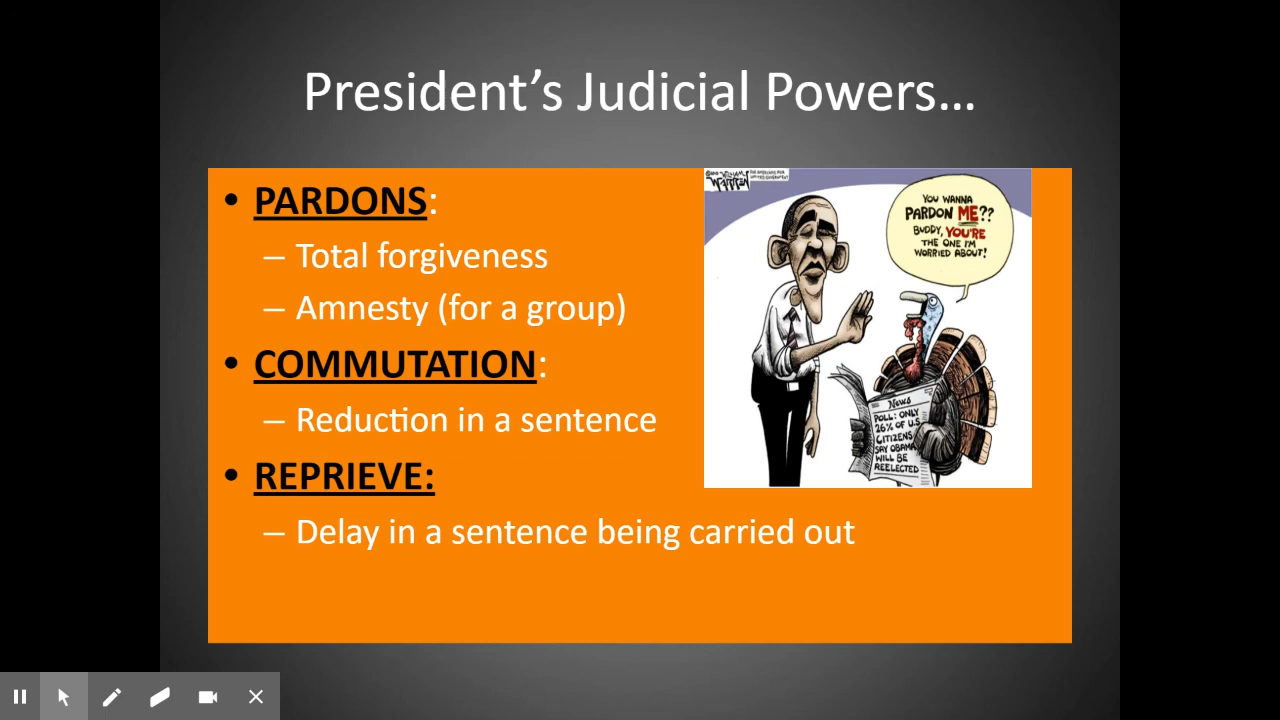 President’s Judicial Powers…
• PARDONS:
– Total forgiveness
– Amnesty (for a group)
• COMMUTATION:
– Reduction in a sentence
• REPRIEVE:
– Delay in a sentence being carried out
WARREN
YOU WANNA
PARDON ME??
BUDDY, YOU'RE
THE ONE I'M
WORRIED ABOUT!
NEWS
POLL: ONLY
26% OF U.S.
CITIZENS
SAY OBAMA
WILL BE
REELECTED